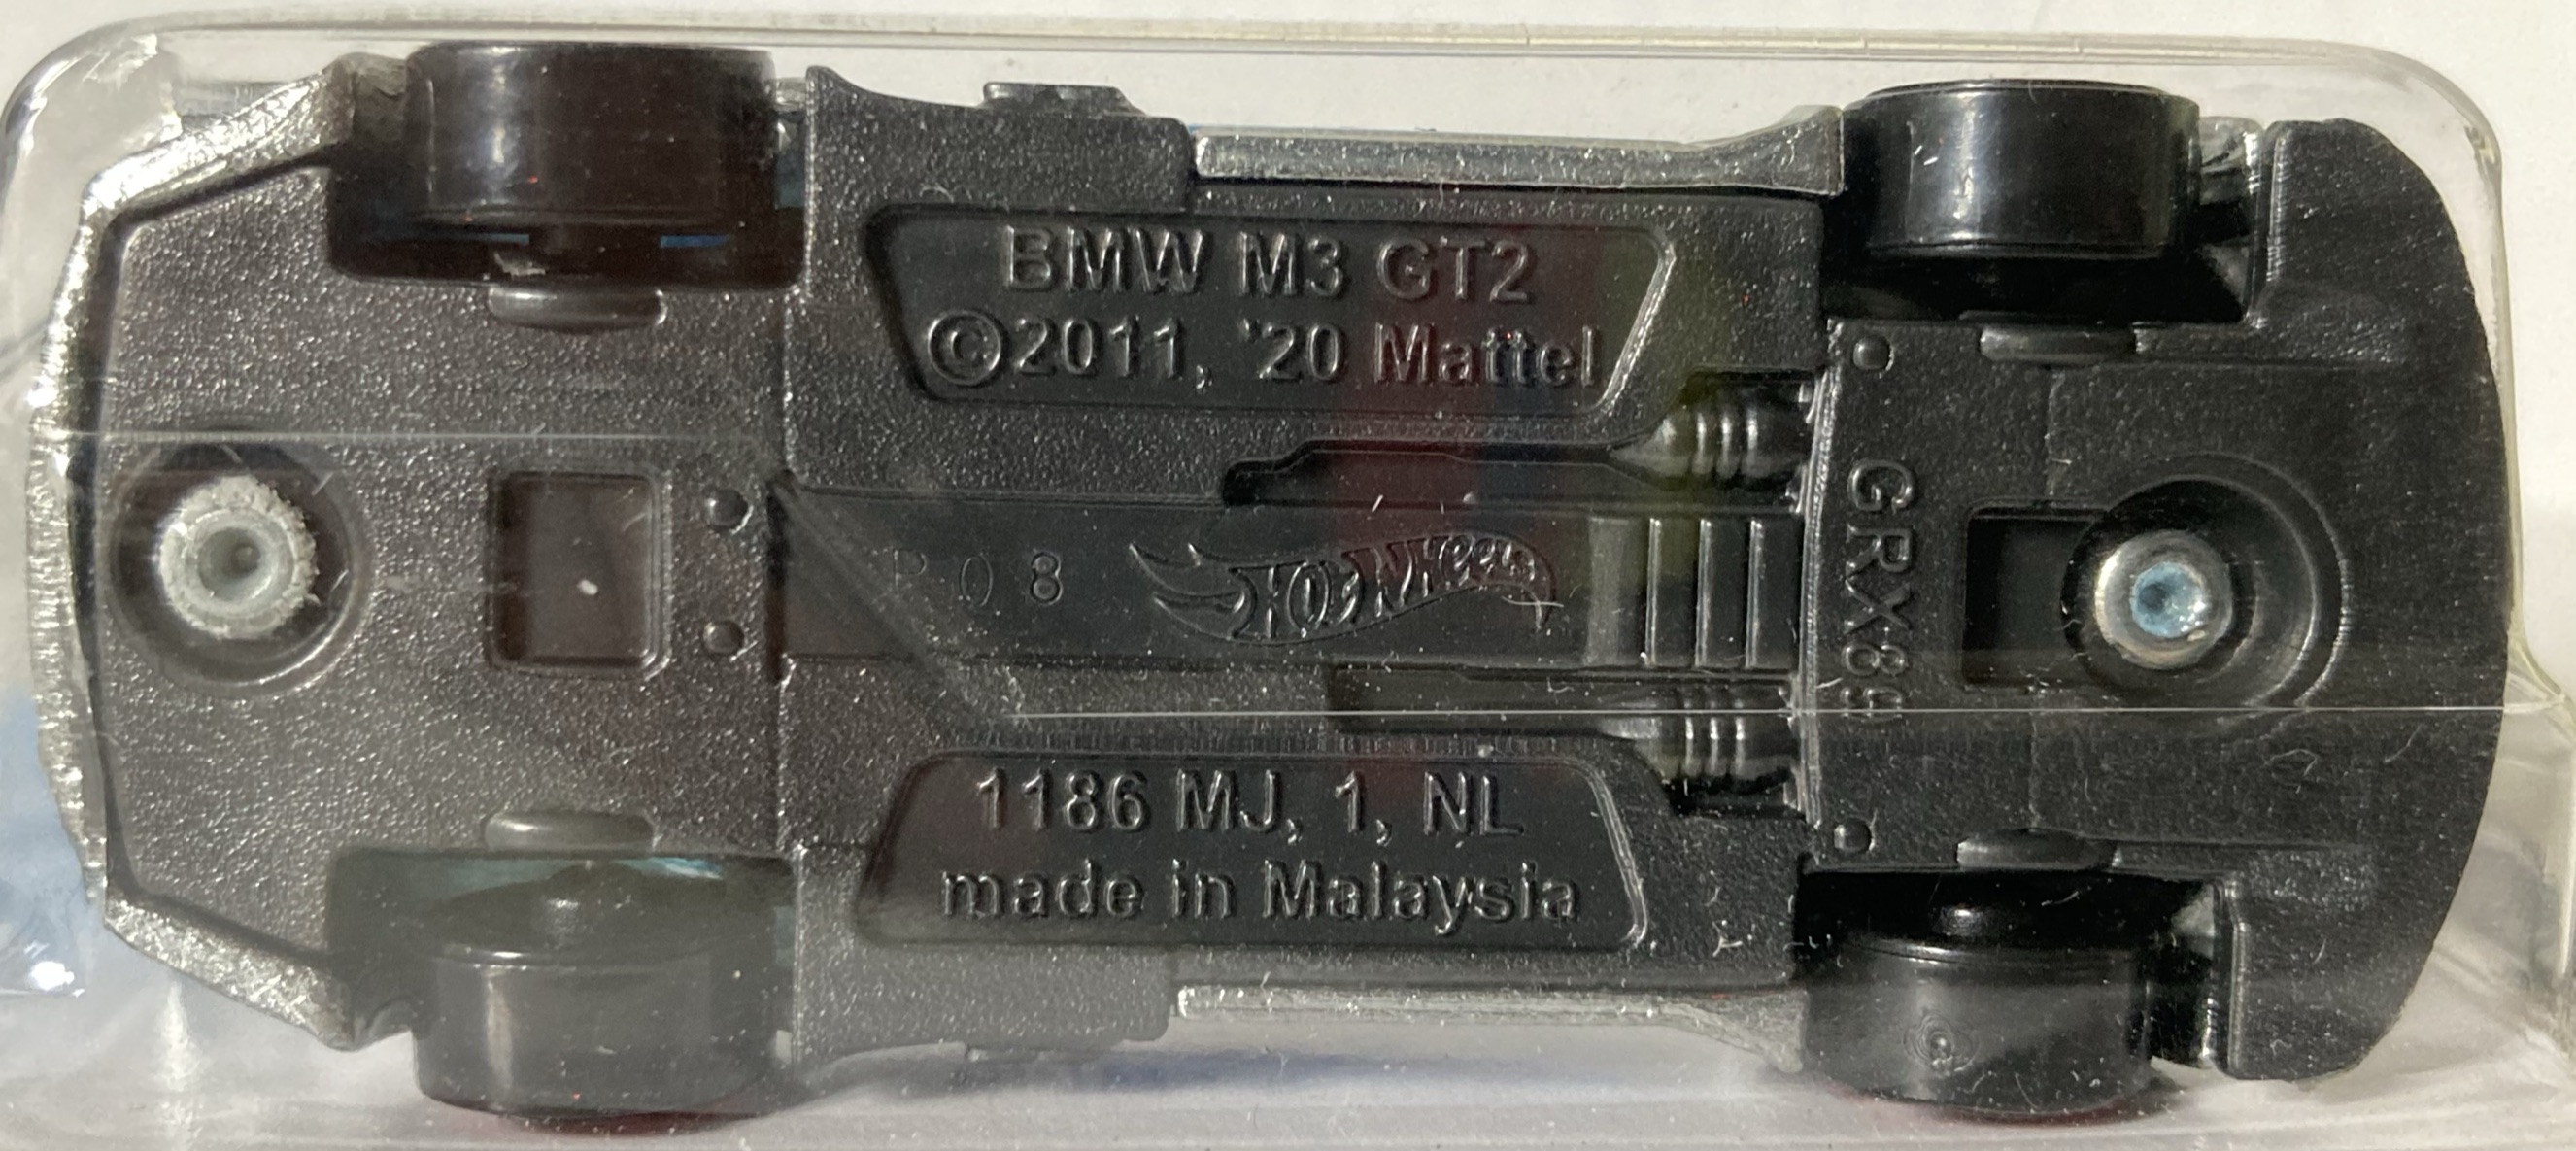 BMW M3 GT2
©2011, '20 Mattel
P08
Hot Wheels
GRX89
1186 MJ, 1, NL
made in Malaysia